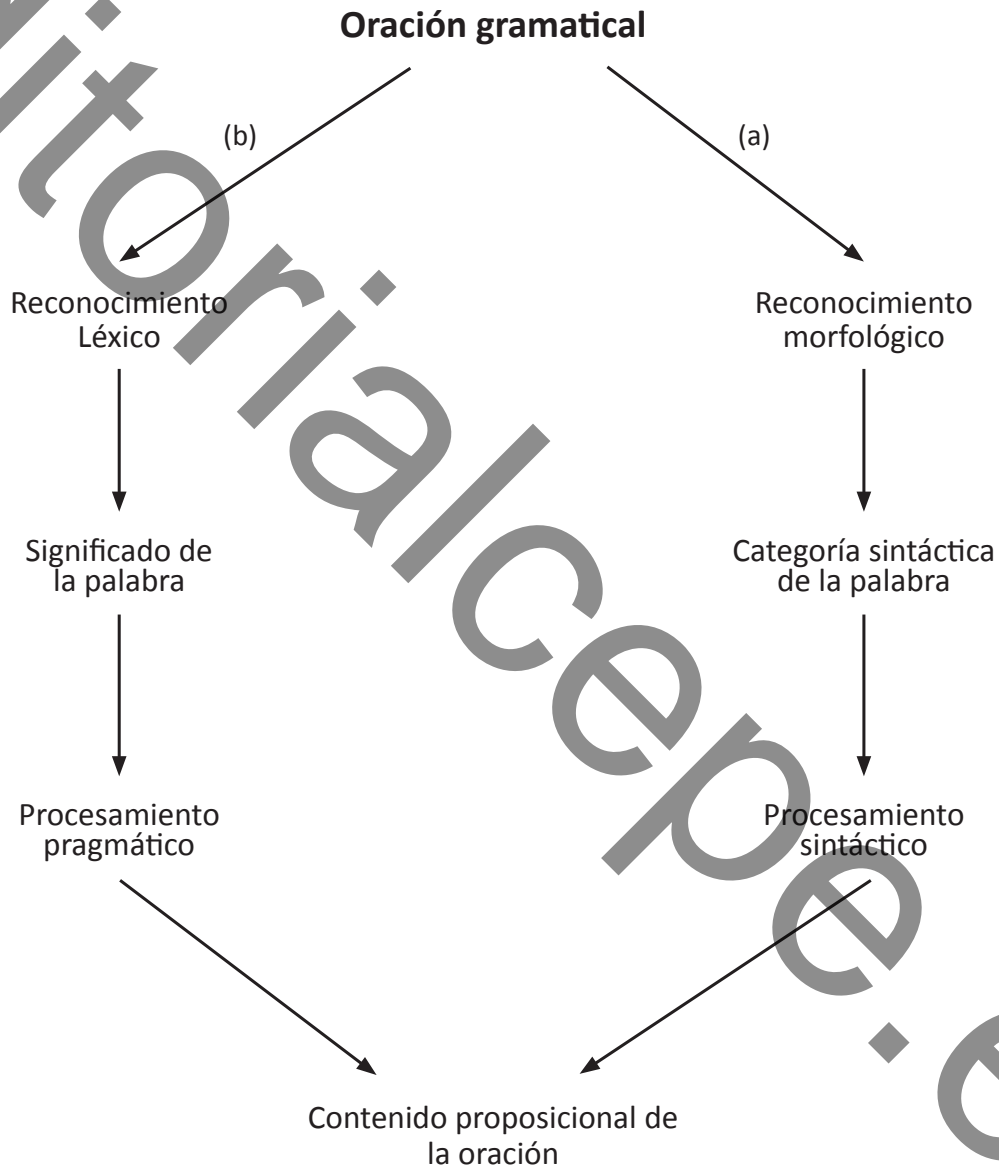 Oración gramatical
(b)
(a)
Reconocimiento
Léxico
Reconocimiento
morfológico
Significado de
la palabra
Categoría sintáctica
de la palabra
Procesamiento
pragmático
Procesamiento
sintáctico
Contenido proposicional de
la oración
itorialcepe.e